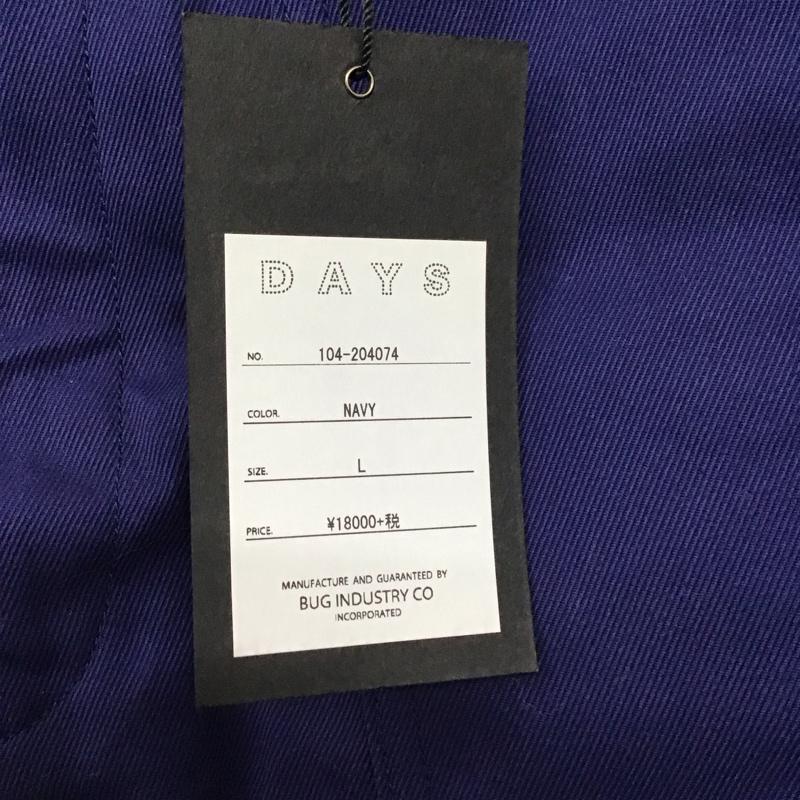 DAYS
NO. 104-204074
COLOR. NAVY
SIZE. L
PRICE. ¥18000+税
MANUFACTURE AND GUARANTEED BY
BUG INDUSTRY CO
INCORPORATED